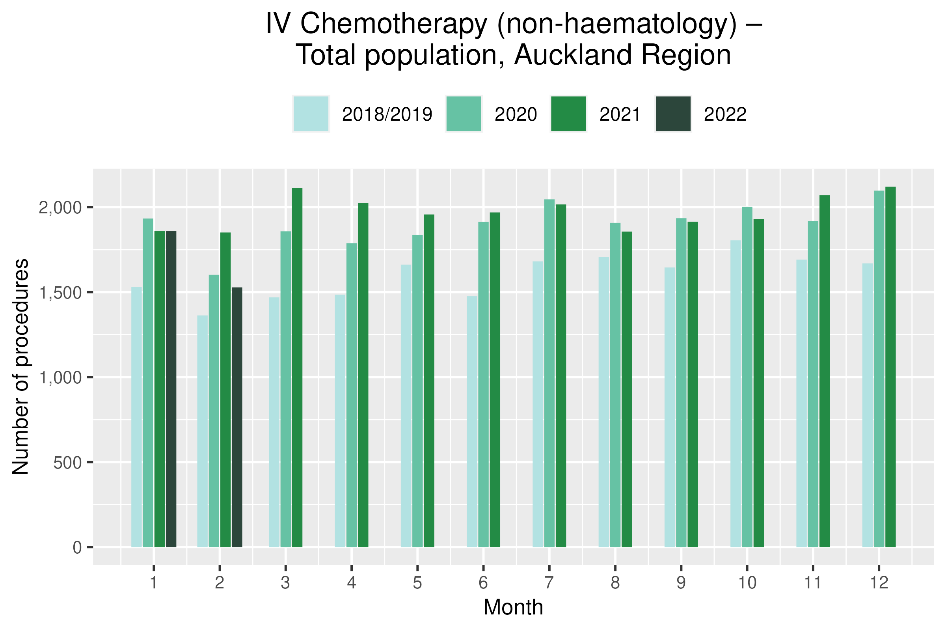 IV Chemotherapy (non-haematology) –
Total population, Auckland Region
2018/2019 2020 2021 2022
Number of procedures
2,000
1,500
1,000
500
0
1 2 3 4 5 6 7 8 9 10 11 12
Month